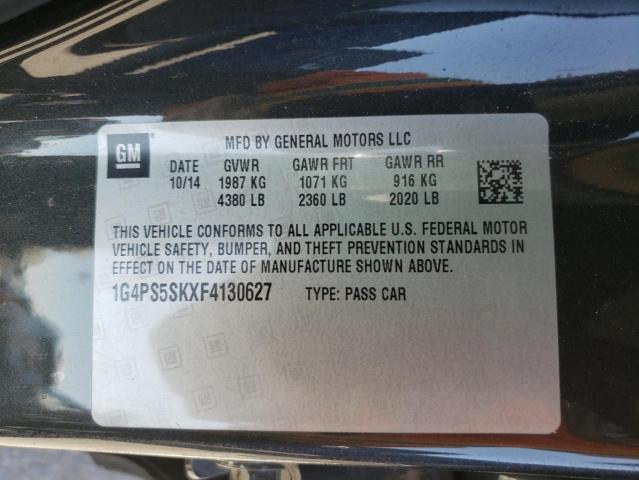 GM
MFD BY GENERAL MOTORS LLC
DATE GVWR GAWR FRT GAWR RR
10/14 1987 KG 1071 KG 916 KG
4380 LB 2360 LB 2020 LB
THIS VEHICLE CONFORMS TO ALL APPLICABLE U.S. FEDERAL MOTOR
VEHICLE SAFETY, BUMPER, AND THEFT PREVENTION STANDARDS IN
EFFECT ON THE DATE OF MANUFACTURE SHOWN ABOVE.
1G4PS5SKXF4130627 TYPE: PASS CAR